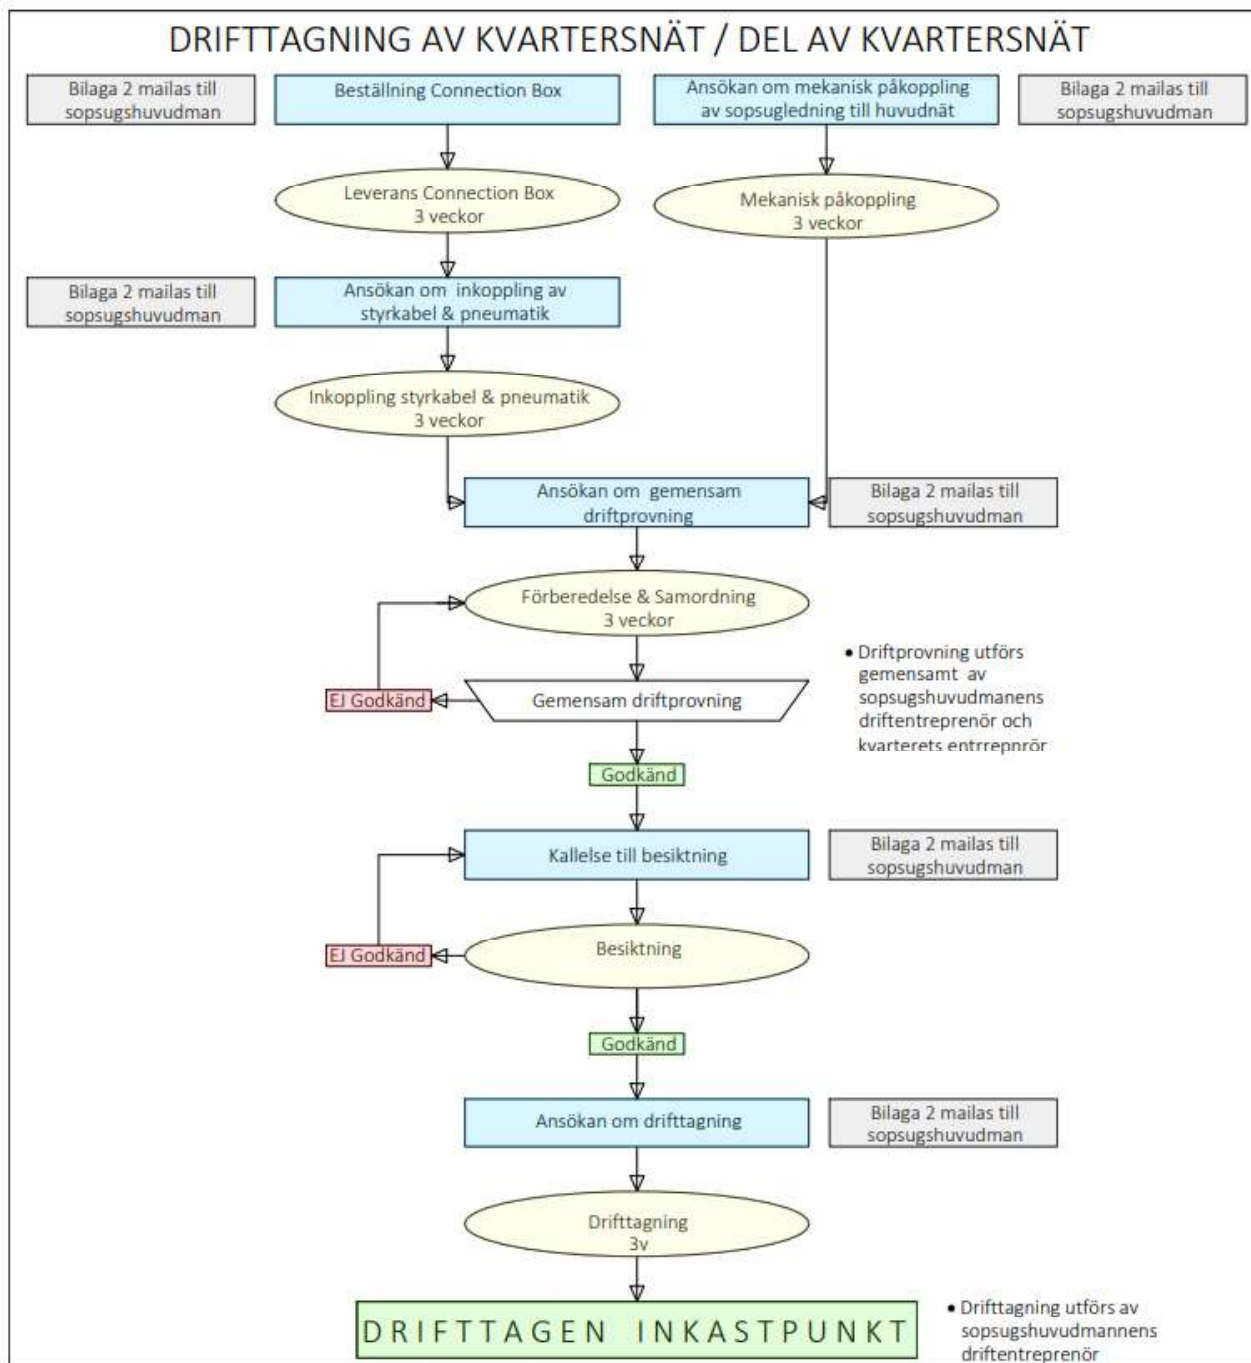 DRIFTTAGNING AV KVARTERSNÄT / DEL AV KVARTERSNÄT
Bilaga 2 mailas till
sopsugshuvudman
Beställning Connection Box
Ansökan om mekanisk påkoppling
av sopsugledning till huvudnät
Bilaga 2 mailas till
sopsugshuvudman
Leverans Connection Box
3 veckor
Mekanisk påkoppling
3 veckor
Bilaga 2 mailas till
sopsugshuvudman
Ansökan om inkoppling av
styrkabel & pneumatik
Inkoppling styrkabel & pneumatik
3 veckor
Ansökan om gemensam
driftprovning
Bilaga 2 mailas till
sopsugshuvudman
Förberedelse & Samordning
3 veckor
• Driftprovning utförs
gemensamt av
sopsugshuvudmanens
driftentreprenör och
kvarterets entrrepnrör
EJ Godkänd
Gemensam driftprovning
Godkänd
Kallelse till besiktning
Bilaga 2 mailas till
sopsugshuvudman
EJ Godkänd
Besiktning
Godkänd
Ansökan om drifttagning
Bilaga 2 mailas till
sopsugshuvudman
Drifttagning
3v
DRIFTTAGEN INKASTPUNKT
• Drifttagning utförs av
sopsugshuvudmannens
driftentreprenör